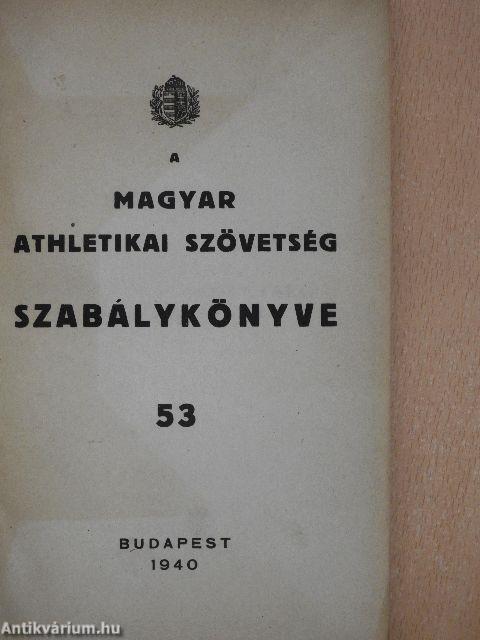 A
MAGYAR
ATHLETIKAI SZÖVETSÉG
SZABÁLYKÖNYVE
53
BUDAPEST
1940
Antikvárium.hu